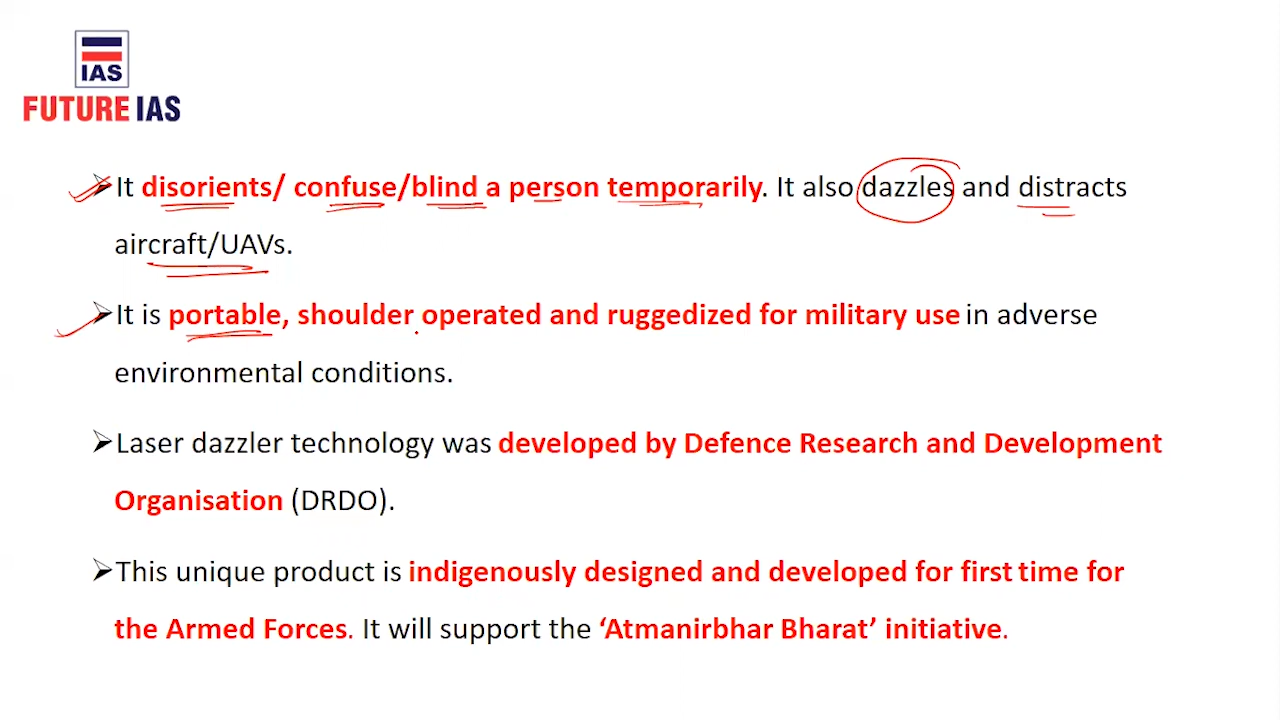 IAS
FUTURE IAS
It disorients/ confuse/blind a person temporarily. It also dazzles and distracts
aircraft/UAVs.
It is portable, shoulder operated and ruggedized for military use in adverse
environmental conditions.
Laser dazzler technology was developed by Defence Research and Development
Organisation (DRDO).
This unique product is indigenously designed and developed for first time for
the Armed Forces. It will support the ‘Atmanirbhar Bharat’ initiative.